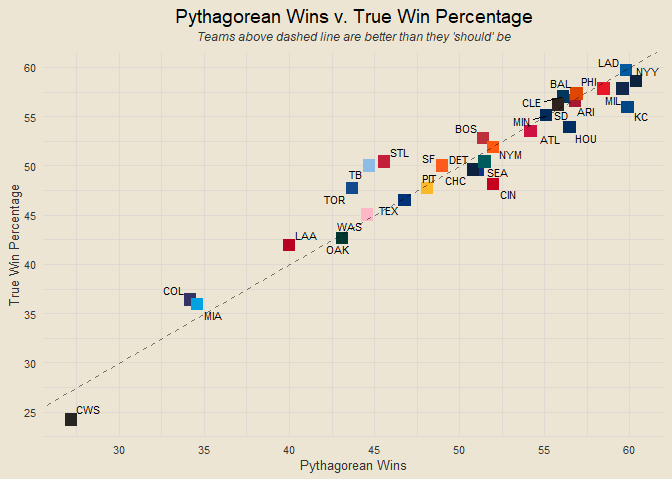 Pythagorean Wins v. True Win Percentage
Teams above dashed line are better than they 'should' be
True Win Percentage
60
55
50
45
40
35
30
25
LAD
NYY
BAL
PHI
CLE
MIL
KC
MIN
SD
ARI
BOS
ATL
HOU
STL
SF
DET
NYM
TB
PIT
CHC
SEA
CIN
TOR
TEX
WAS
LAA
OAK
COL
MIA
CWS
30
35
40
45
50
55
60
Pythagorean Wins